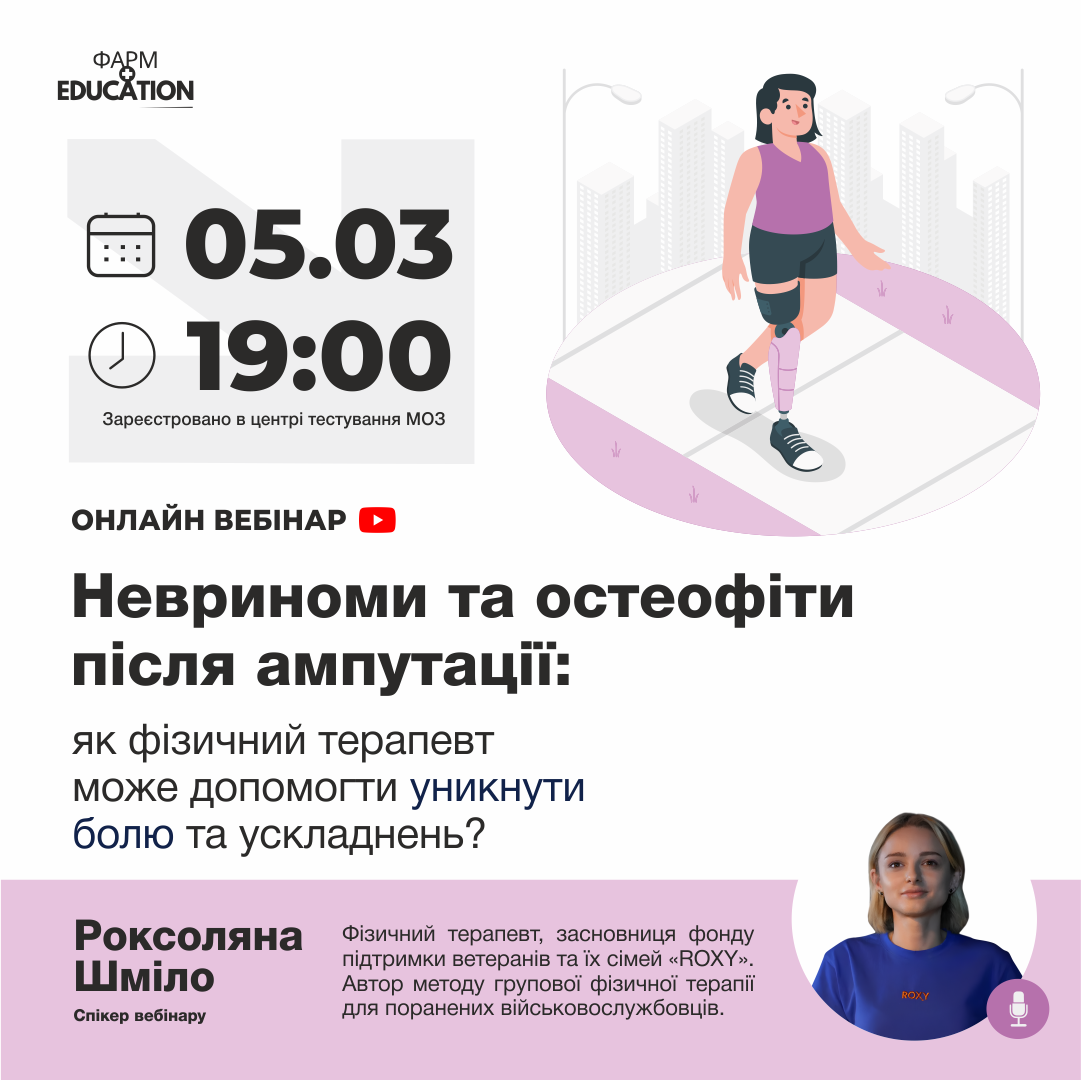 ФАРМ
EDUCATION
05.03
19:00
Зареєстровано в центрі тестування МОЗ
ОНЛАЙН ВЕБІНАР
Невриноми та остеофіти
після ампутації:
як фізичний терапевт
може допомогти уникнути
болю та ускладнень?
Роксоляна
Шміло
Спікер вебінару
Фізичний терапевт, засновниця фонду
підтримки ветеранів та їх сімей «ROXY».
Автор методу групової фізичної терапії
для поранених військовослужбовців.
ROXY